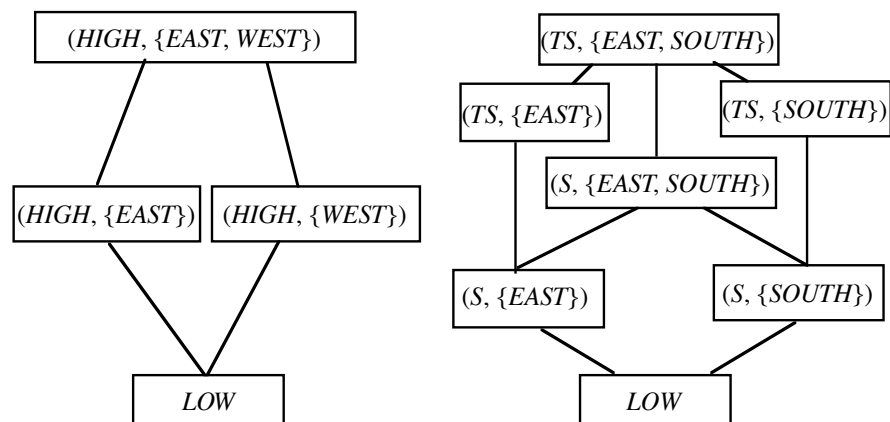 (HIGH, {EAST, WEST})
(HIGH, {EAST})
(HIGH, {WEST})
LOW
(TS, {EAST, SOUTH})
(TS, {EAST})
(TS, {SOUTH})
(S, {EAST, SOUTH})
(S, {EAST})
(S, {SOUTH})
LOW